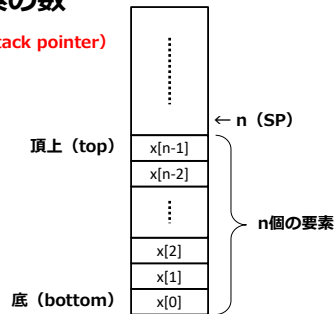 素の数
tack pointer）
← n（SP）
頂上（top）
x[n-1]
x[n-2]
n個の要素
x[2]
x[1]
底（bottom）
x[0]